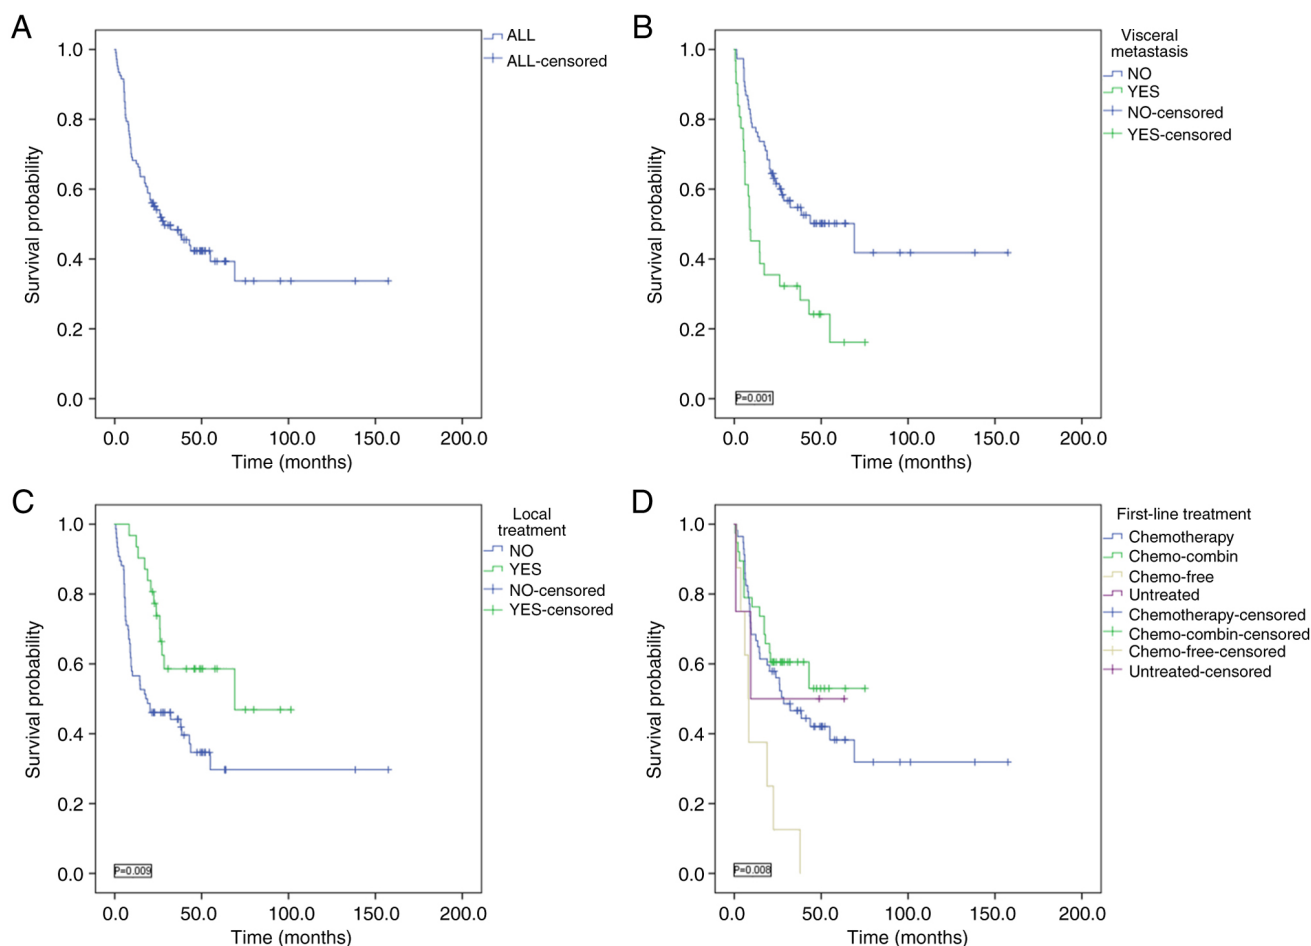 A
ALL
ALL-censored
1.0
0.8
0.6
0.4
0.2
0.0
Survival probability
0.0 50.0 100.0 150.0 200.0
Time (months)
B
Visceral
metastasis
NO
YES
NO-censored
YES-censored
1.0
0.8
0.6
0.4
0.2
0.0
Survival probability
P=0.001
0.0 50.0 100.0 150.0 200.0
Time (months)
C
Local
treatment
NO
YES
NO-censored
YES-censored
1.0
0.8
0.6
0.4
0.2
0.0
Survival probability
P=0.009
0.0 50.0 100.0 150.0 200.0
Time (months)
D
First-line treatment
Chemotherapy
Chemo-combin
Chemo-free
Untreated
Chemotherapy-censored
Chemo-combin-censored
Chemo-free-censored
Untreated-censored
1.0
0.8
0.6
0.4
0.2
0.0
Survival probability
P=0.008
0.0 50.0 100.0 150.0 200.0
Time (months)